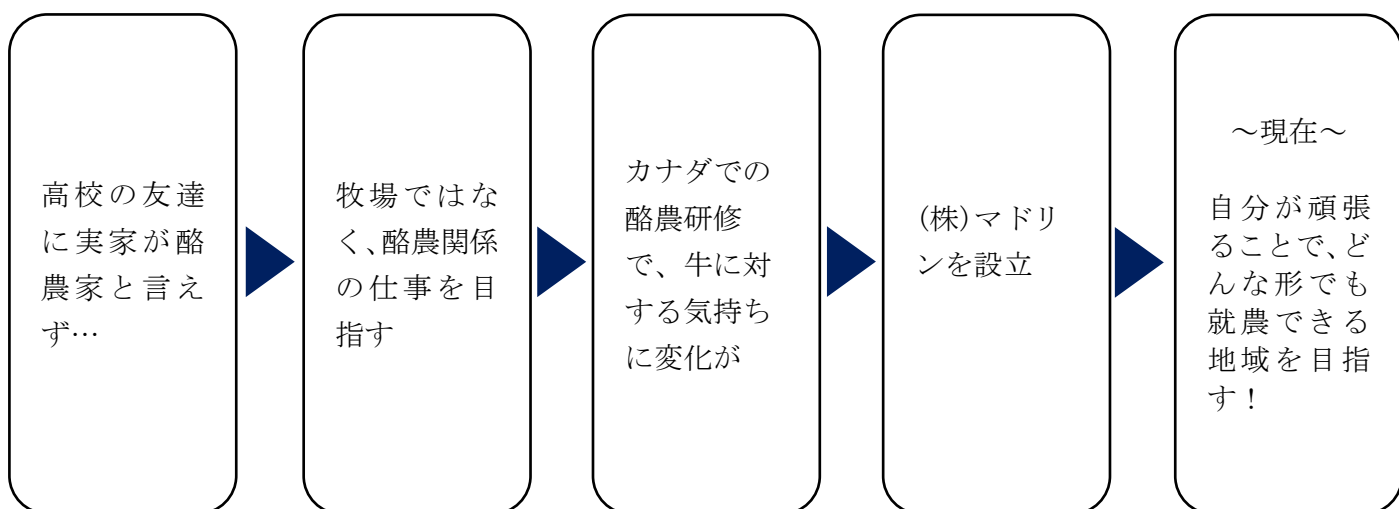 高校の友達
に実家が酪
農家と言え
ず…
牧場ではな
く、酪農関係
の仕事を目
指す
カナダでの
酪農研修
で、牛に対
する気持ち
に変化が
(株)マドリ
ンを設立
～現在～
自分が頑張
ることで、ど
んな形でも
就農できる
地域を目指
す！